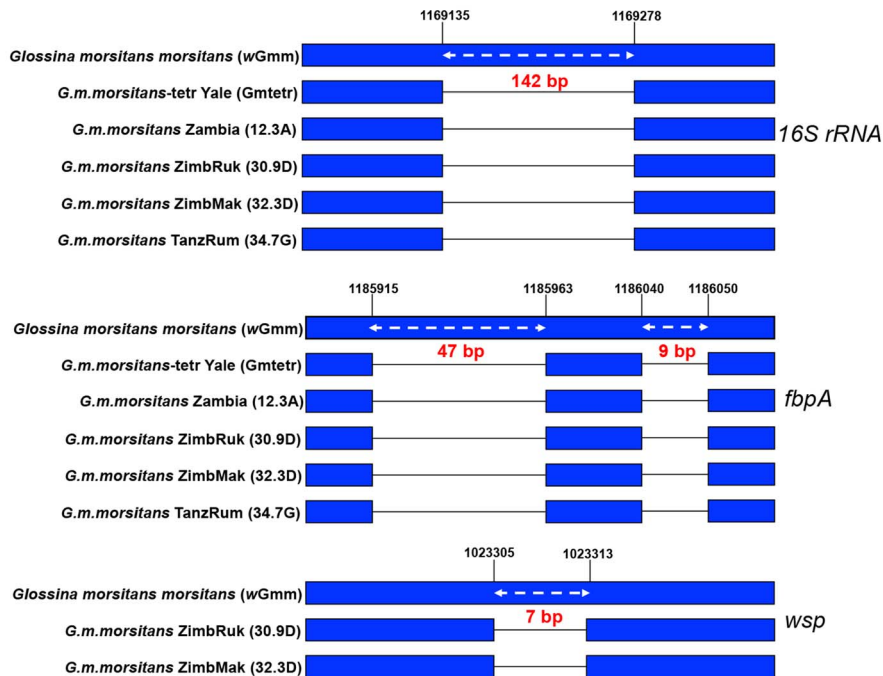 1169135 1169278
Glossina morsitans morsitans (wGmm)
142 bp
G.m.morsitans-tetr Yale (Gmtetr)
G.m.morsitans Zambia (12.3A)
16S rRNA
G.m.morsitans ZimbRuk (30.9D)
G.m.morsitans ZimbMak (32.3D)
G.m.morsitans TanzRum (34.7G)
1185915 1185963 1186040 1186050
Glossina morsitans morsitans (wGmm)
47 bp 9 bp
G.m.morsitans-tetr Yale (Gmtetr)
G.m.morsitans Zambia (12.3A)
fbpA
G.m.morsitans ZimbRuk (30.9D)
G.m.morsitans ZimbMak (32.3D)
G.m.morsitans TanzRum (34.7G)
1023305 1023313
Glossina morsitans morsitans (wGmm)
7 bp
wsp
G.m.morsitans ZimbRuk (30.9D)
G.m.morsitans ZimbMak (32.3D)